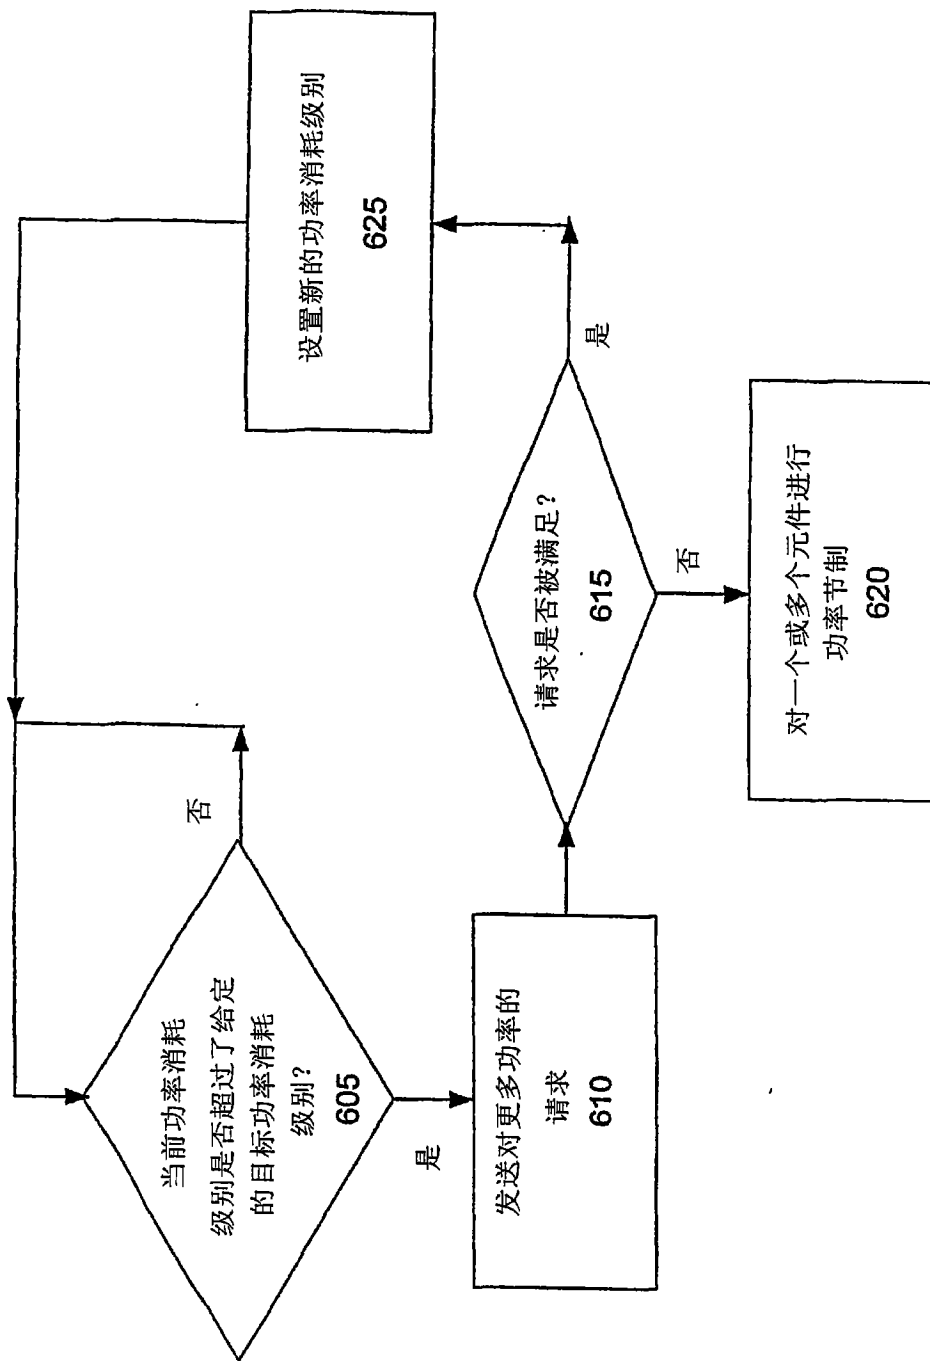 当前功率消耗
级别是否超过了给定
的目标功率消耗
级别？
605
否
是
发送对更多功率的
请求
610
请求是否被满足？
615
是
否
设置新的功率消耗级别
625
对一个或多个元件进行
功率节制
620